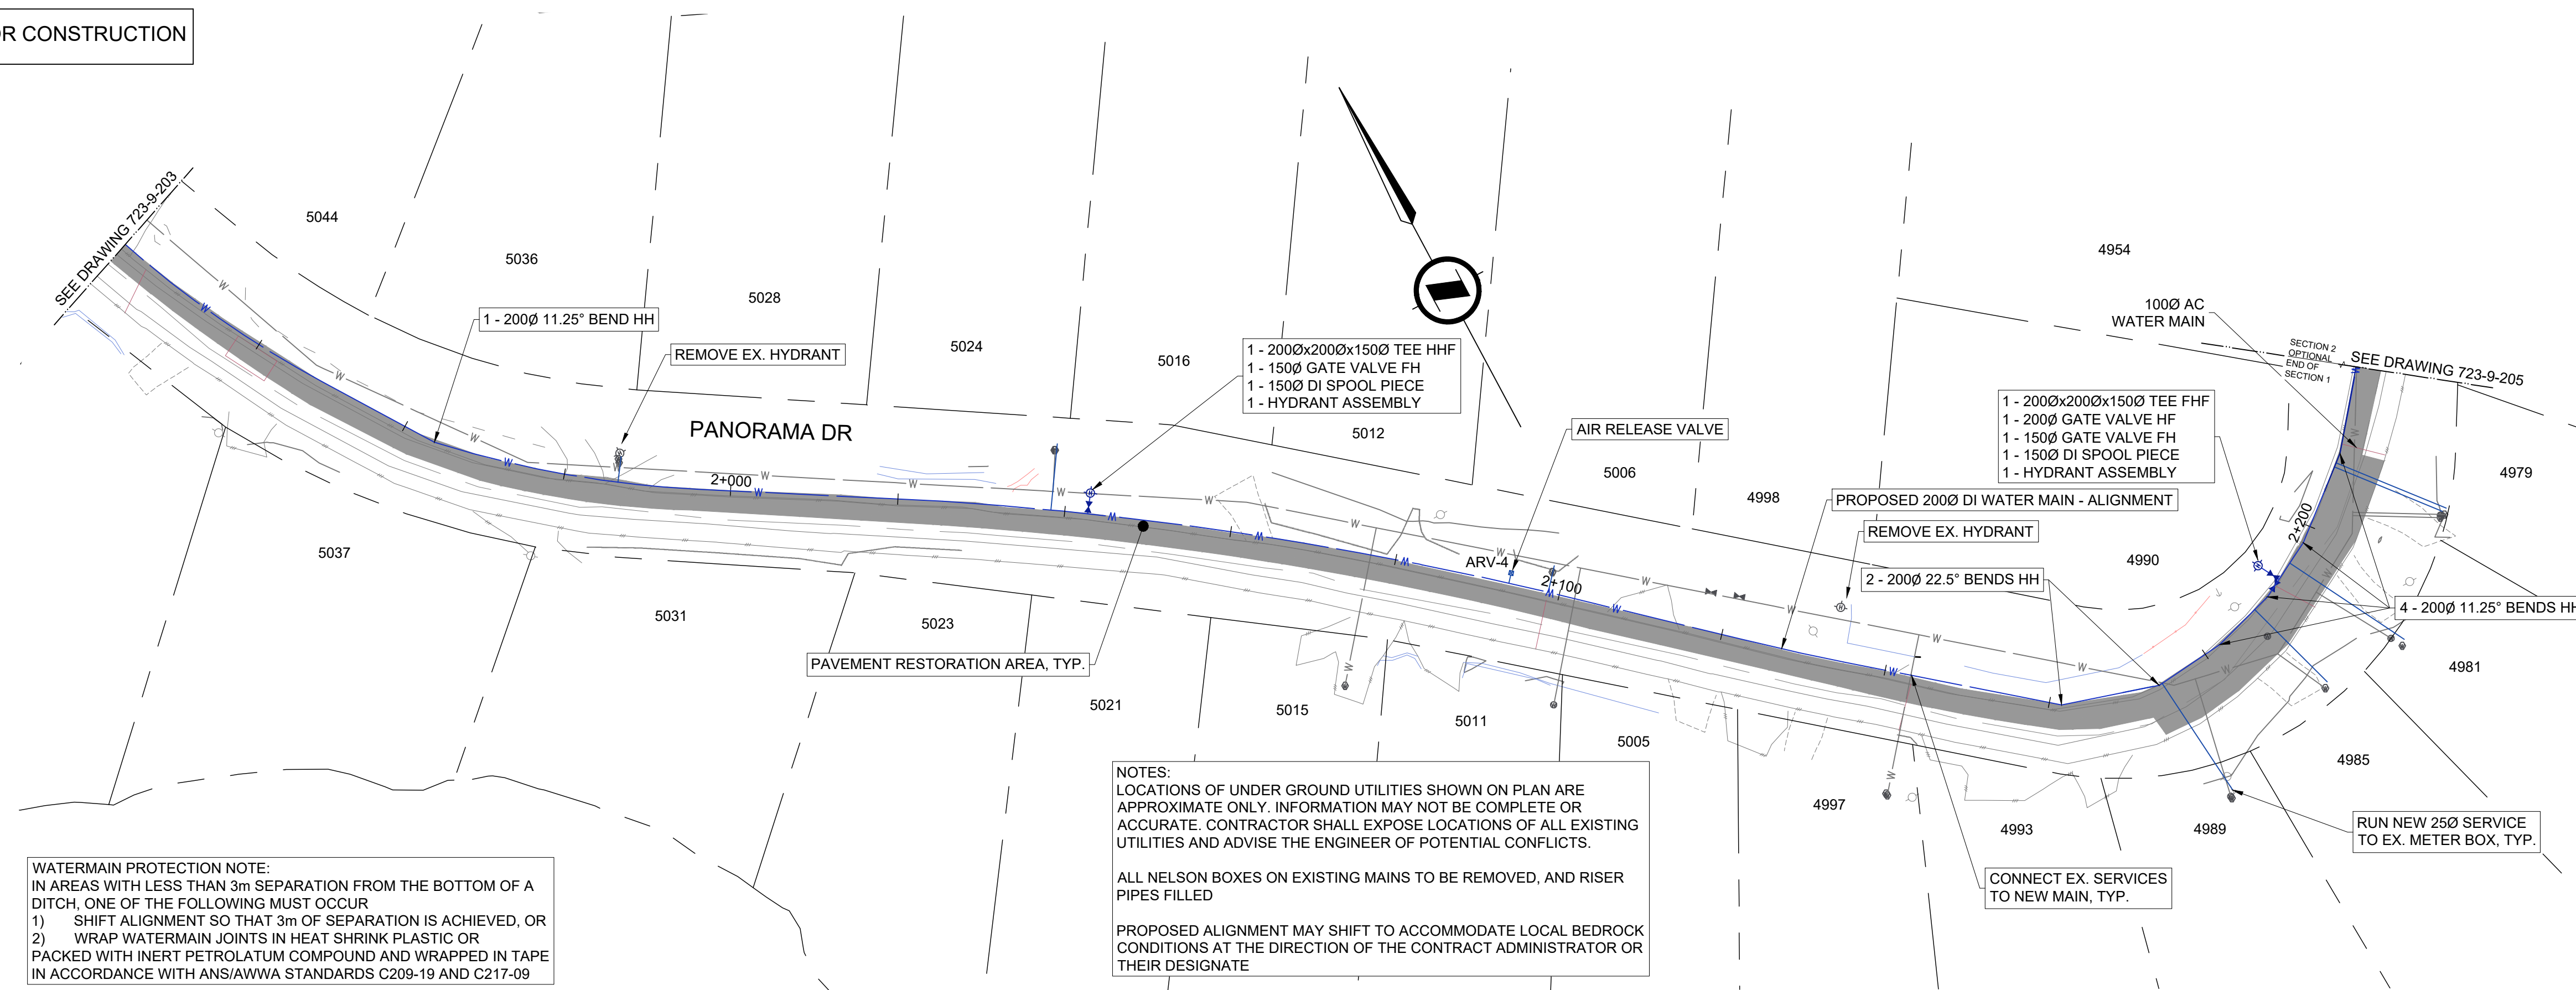 OR CONSTRUCTION
SEE DRAWING 723-9-203
5044
5036
5028
5024
5016
5012
5006
4998
4990
4954
4979
4981
4985
4989
4993
4997
5005
5011
5015
5021
5023
5031
5037
1 - 200Ø 11.25° BEND HH
REMOVE EX. HYDRANT
PANORAMA DR
2+000
1 - 200Øx200Øx150Ø TEE HHF
1 - 150Ø GATE VALVE FH
1 - 150Ø DI SPOOL PIECE
1 - HYDRANT ASSEMBLY
AIR RELEASE VALVE
ARV-4
2+100
PROPOSED 200Ø DI WATER MAIN - ALIGNMENT
REMOVE EX. HYDRANT
2 - 200Ø 22.5° BENDS HH
1 - 200Øx200Øx150Ø TEE FHF
1 - 200Ø GATE VALVE HF
1 - 150Ø GATE VALVE FH
1 - 150Ø DI SPOOL PIECE
1 - HYDRANT ASSEMBLY
100Ø AC
WATER MAIN
SECTION 2
OPTIONAL
END OF
SECTION 1
SEE DRAWING 723-9-205
2+200
4 - 200Ø 11.25° BENDS HH
RUN NEW 25Ø SERVICE
TO EX. METER BOX, TYP.
CONNECT EX. SERVICES
TO NEW MAIN, TYP.
PAVEMENT RESTORATION AREA, TYP.
NOTES:
LOCATIONS OF UNDER GROUND UTILITIES SHOWN ON PLAN ARE
APPROXIMATE ONLY. INFORMATION MAY NOT BE COMPLETE OR
ACCURATE. CONTRACTOR SHALL EXPOSE LOCATIONS OF ALL EXISTING
UTILITIES AND ADVISE THE ENGINEER OF POTENTIAL CONFLICTS.
ALL NELSON BOXES ON EXISTING MAINS TO BE REMOVED, AND RISER
PIPES FILLED
PROPOSED ALIGNMENT MAY SHIFT TO ACCOMMODATE LOCAL BEDROCK
CONDITIONS AT THE DIRECTION OF THE CONTRACT ADMINISTRATOR OR
THEIR DESIGNATE
WATERMAIN PROTECTION NOTE:
IN AREAS WITH LESS THAN 3m SEPARATION FROM THE BOTTOM OF A
DITCH, ONE OF THE FOLLOWING MUST OCCUR
1) SHIFT ALIGNMENT SO THAT 3m OF SEPARATION IS ACHIEVED, OR
2) WRAP WATERMAIN JOINTS IN HEAT SHRINK PLASTIC OR
PACKED WITH INERT PETROLATUM COMPOUND AND WRAPPED IN TAPE
IN ACCORDANCE WITH ANS/AWWA STANDARDS C209-19 AND C217-09